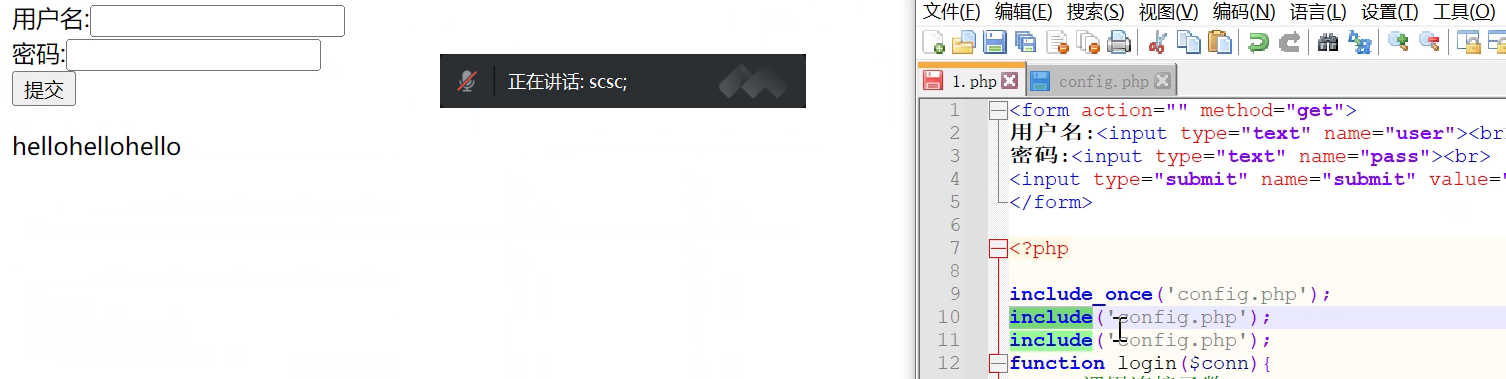 用户名:
密码:
提交
hellohellohello
正在讲话: scsc;
文件(F) 编辑(E) 搜索(S) 视图(V) 编码(N) 语言(L) 设置(T) 工具(O)
1.php config.php
1 <form action="" method="get">
2 用户名:<input type="text" name="user"><br
3 密码:<input type="text" name="pass"><br>
4 <input type="submit" name="submit" value="
5 </form>
6
7 <?php
8
9 include_once('config.php');
10 include('config.php');
11 include('config.php');
12 function login($conn){